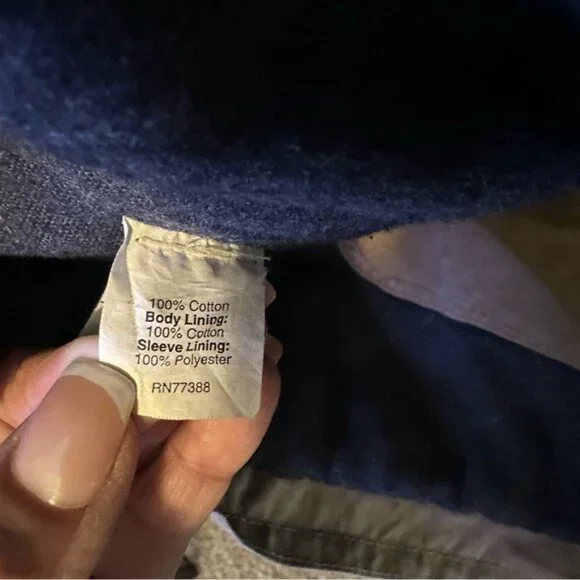 100% Cotton
Body Lining:
100% Cotton
Sleeve Lining:
100% Polyester
RN77388